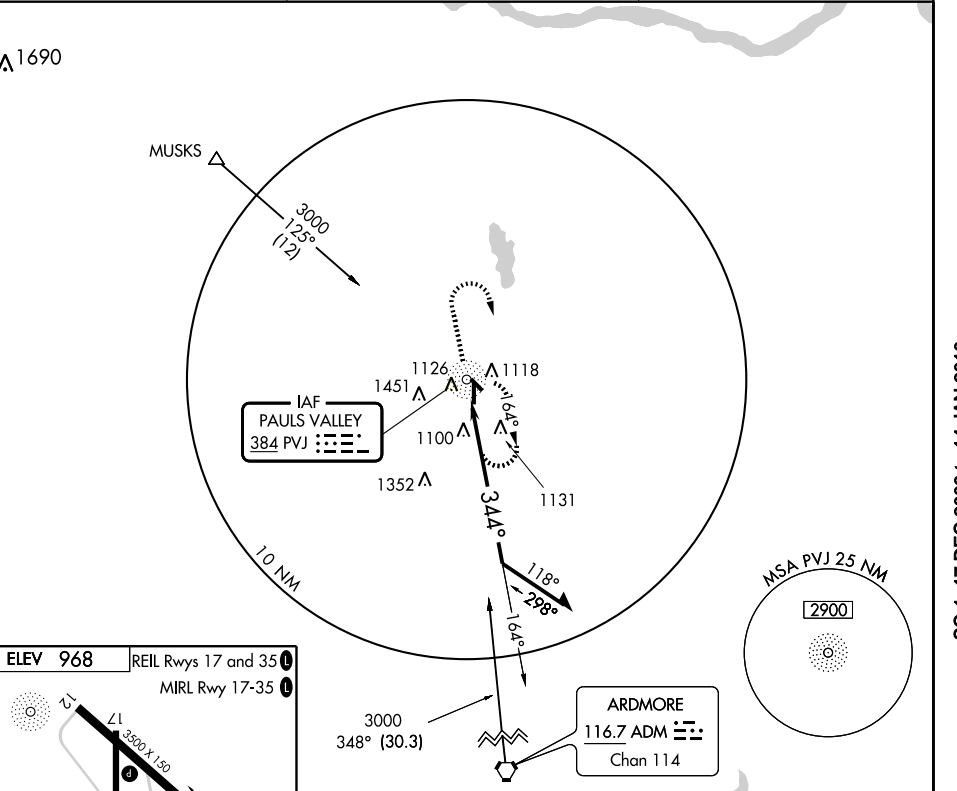 1690
MUSKS
3000
125°
(12)
1126
1118
1451
IAF
PAULS VALLEY
384 PVJ
164°
1100
1352
1131
344°
10 NM
118°
298°
164°
MSA PVJ 25 NM
2900
ELEV 968
REIL Rwys 17 and 35 L
MIRL Rwy 17-35 L
12
17
3500 X 150
P
3000
348° (30.3)
ARDMORE
116.7 ADM
Chan 114